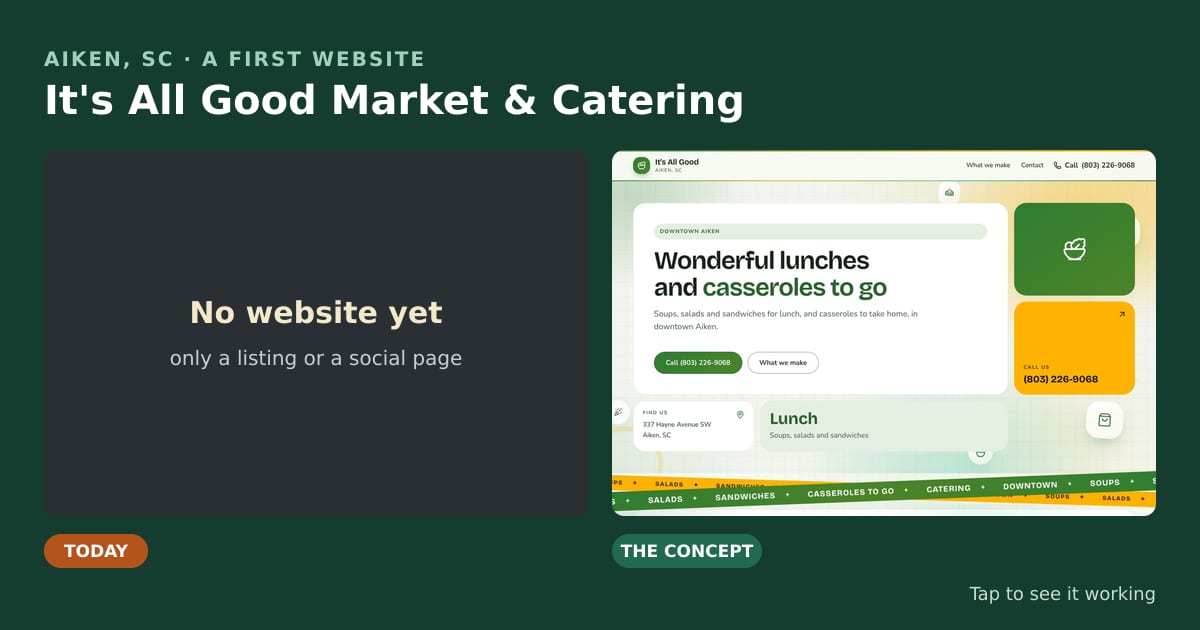 AIKEN, SC · A FIRST WEBSITE
It's All Good Market & Catering
No website yet
only a listing or a social page
TODAY
It's All Good
AIKEN, SC
What we make
Contact
Call (803) 226-9068
DOWNTOWN AIKEN
Wonderful lunches
and casseroles to go
Soups, salads and sandwiches for lunch, and casseroles to take home, in
downtown Aiken.
Call (803) 226-9068
What we make
CALL US
(803) 226-9068
FIND US
337 Hayne Avenue SW
Aiken, SC
Lunch
Soups, salads and sandwiches
SALADS
SOUPS
SALADS
SALADS
SANDWICHES
CASSEROLES TO GO
CATERING
DOWNTOWN
SOUPS
THE CONCEPT
Tap to see it working